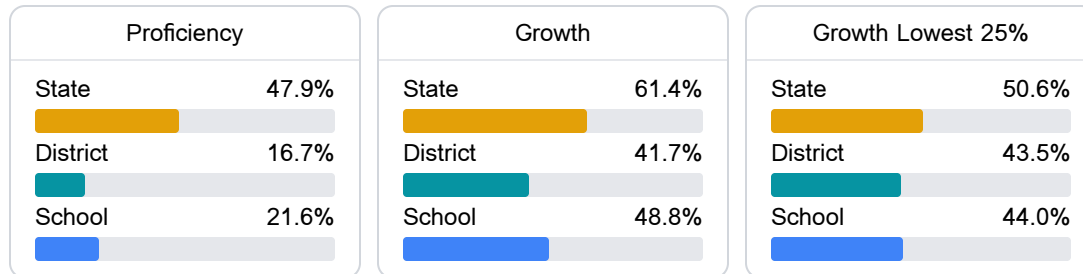 Proficiency
State 47.9%
District 16.7%
School 21.6%
Growth
State 61.4%
District 41.7%
School 48.8%
Growth Lowest 25%
State 50.6%
District 43.5%
School 44.0%